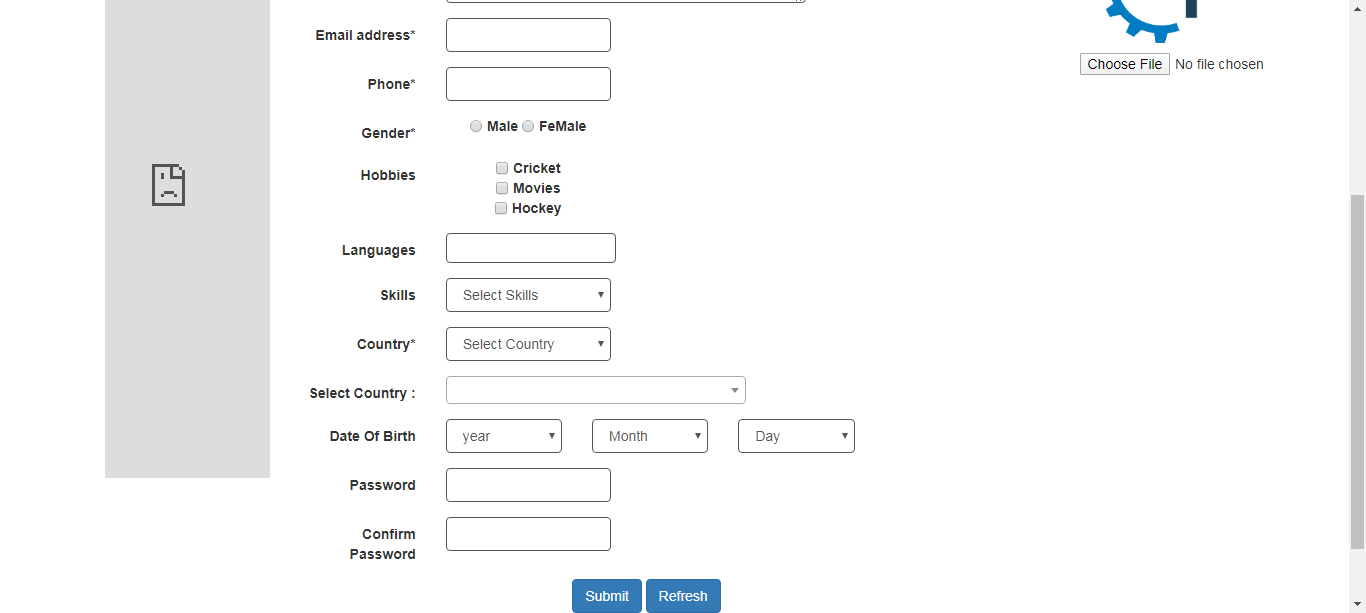 Email address*
Choose File No file chosen
Phone*
Gender* Male FeMale
Hobbies Cricket
Movies
Hockey
Languages
Skills Select Skills
Country* Select Country
Select Country :
Date Of Birth year Month Day
Password
Confirm
Password
Submit Refresh